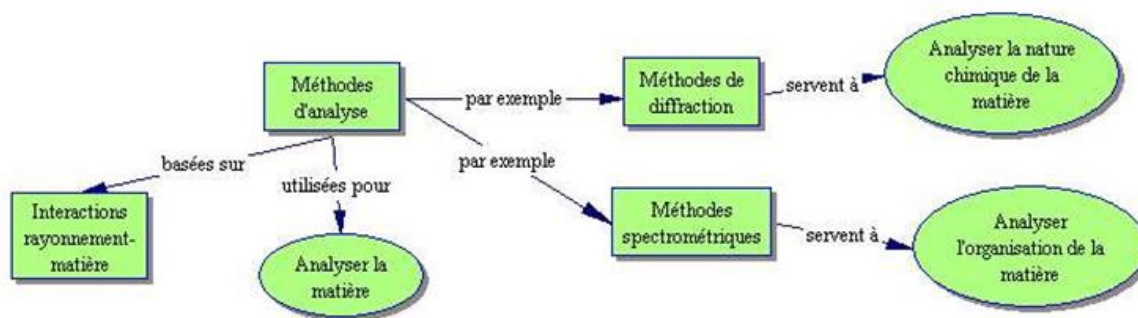 Méthodes
d'analyse
par exemple
Méthodes de
diffraction
servent à
Analyser la nature
chimique de la
matière
basées sur
Interactions
rayonnement-
matière
utilisées pour
Analyser la
matière
par exemple
Méthodes
spectrométriques
servent à
Analyser
l'organisation de la
matière